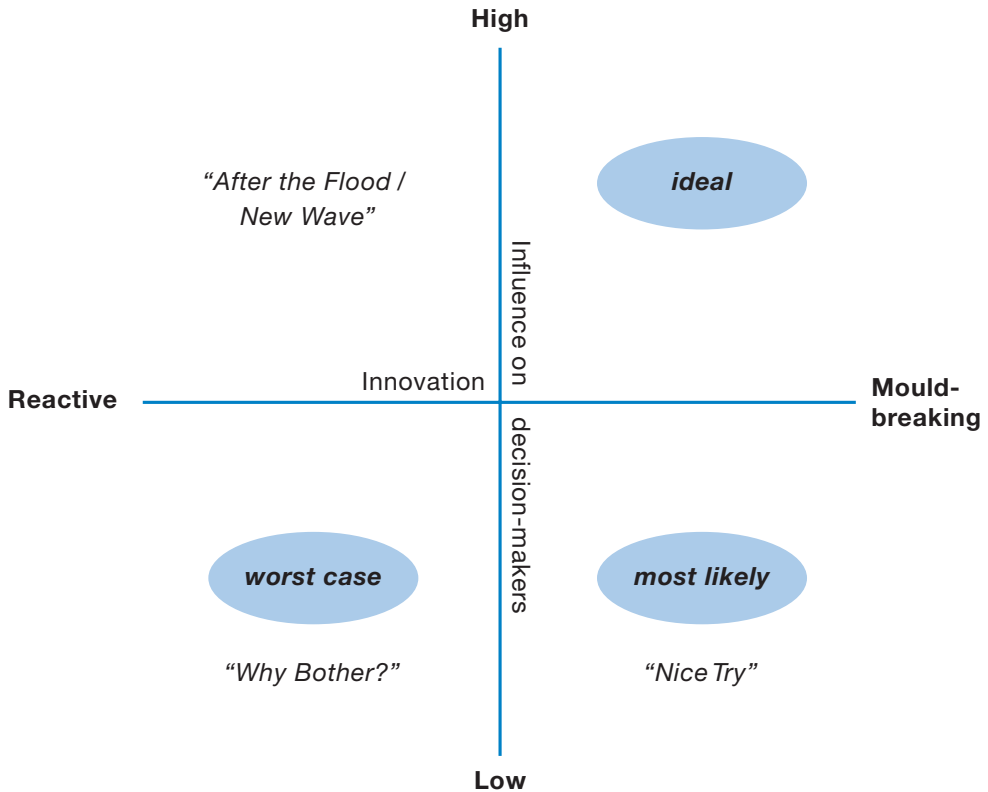 High
“After the Flood /
New Wave”
ideal
Influence on
Innovation
Reactive
Mould-
breaking
decision-makers
worst case
most likely
“Why Bother?”
“Nice Try”
Low